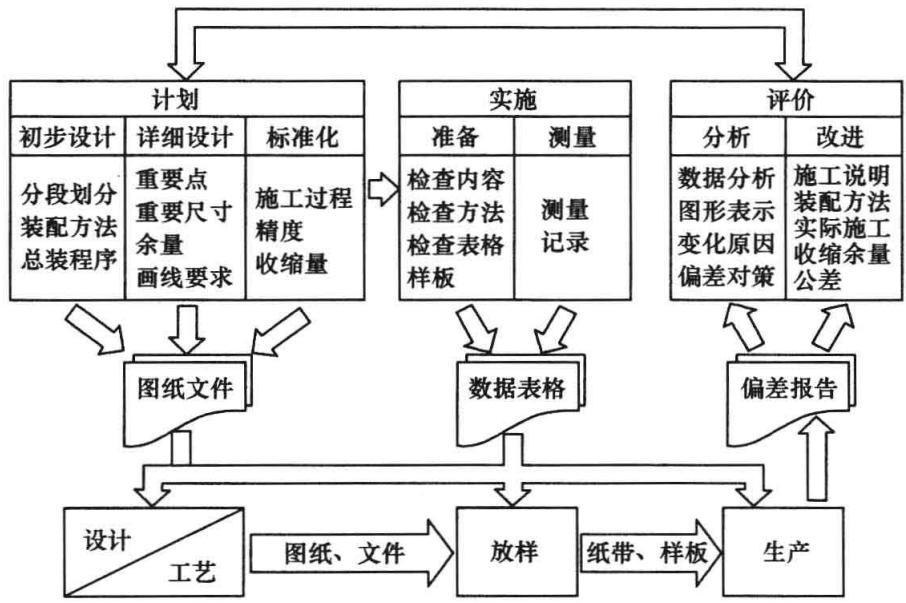 计划
初步设计
详细设计
标准化
分段划分
装配方法
总装程序
重要点
重要尺寸
余量
画线要求
施工过程
精度
收缩量
实施
准备
测量
检查内容
检查方法
检查表格
样板
测量
记录
评价
分析
改进
数据分析
图形表示
变化原因
偏差对策
施工说明
装配方法
实际施工
收缩余量
公差
图纸文件
数据表格
偏差报告
设计
工艺
图纸、文件
放样
纸带、样板
生产